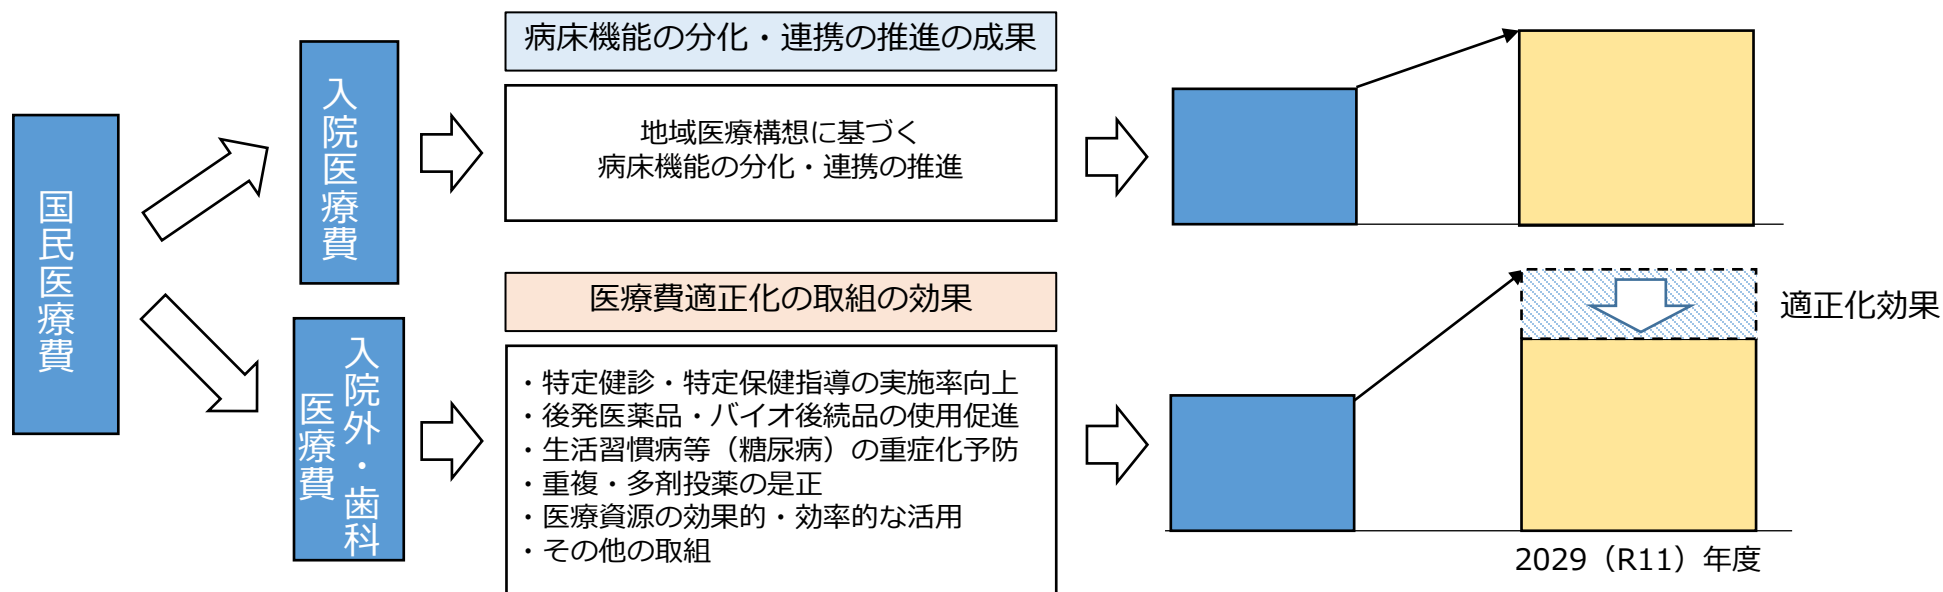 国民医療費
入院医療費
病床機能の分化・連携の推進の成果
地域医療構想に基づく
病床機能の分化・連携の推進
入院外・歯科
医療費
医療費適正化の取組の効果
・特定健診・特定保健指導の実施率向上
・後発医薬品・バイオ後続品の使用促進
・生活習慣病等（糖尿病）の重症化予防
・重複・多剤投薬の是正
・医療資源の効果的・効率的な活用
・その他の取組
適正化効果
2029（R11）年度